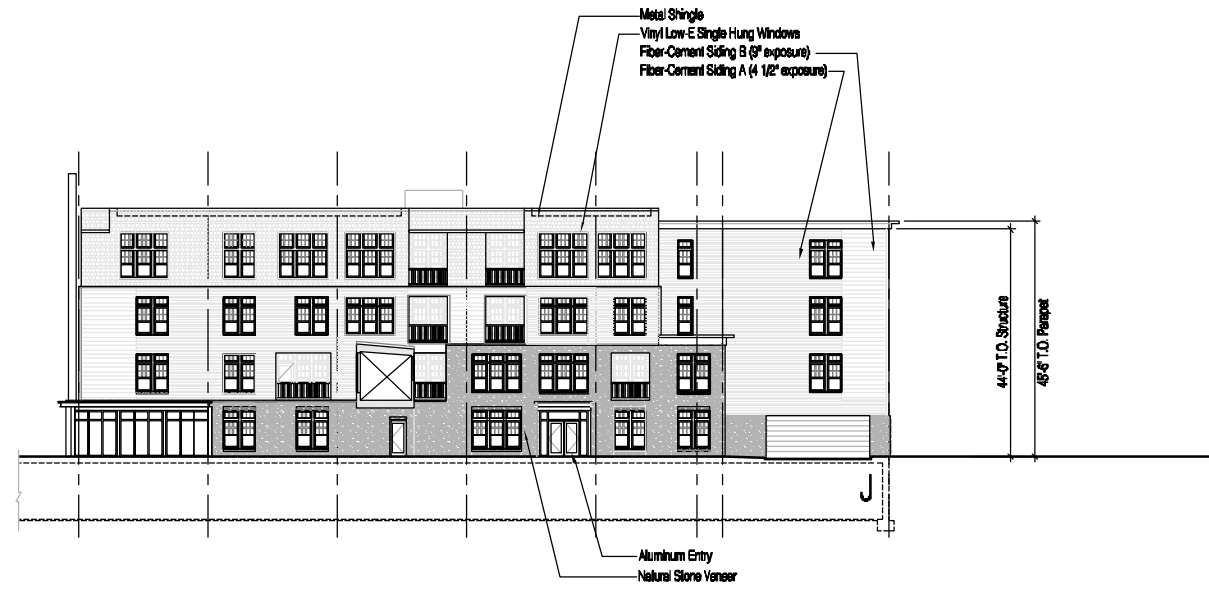 Metal Shingle
Vinyl Low-E Single Hung Windows
Fiber-Cement Siding B (9" exposure)
Fiber-Cement Siding A (4 1/2" exposure)
44'-0" T.O. Structure
45'-6" T.O. Parapet
J
Aluminum Entry
Natural Stone Veneer